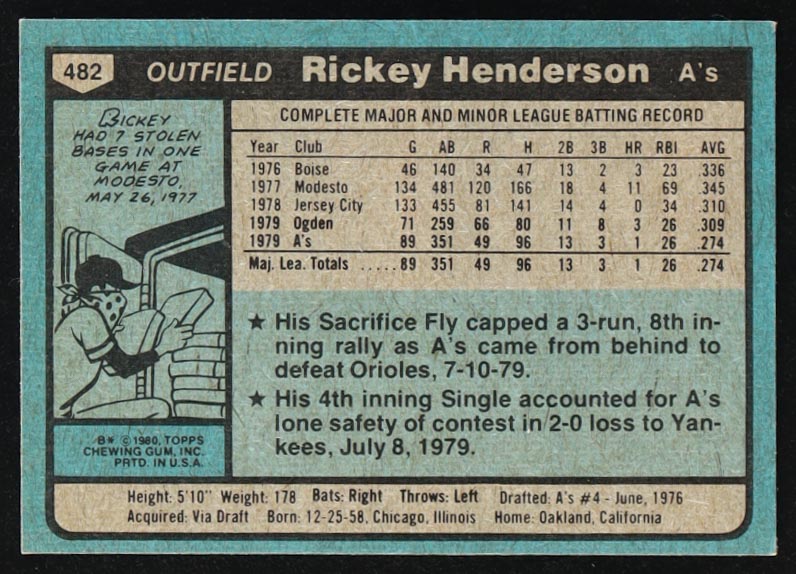 482 OUTFIELD Rickey Henderson A's
RICKEY
HAD 7 STOLEN
BASES IN ONE
GAME AT
MODESTO,
MAY 26, 1977
COMPLETE MAJOR AND MINOR LEAGUE BATTING RECORD
Year Club G AB R H 2B 3B HR RBI AVG
1976 Boise 46 140 34 47 13 2 3 23 .336
1977 Modesto 134 481 120 166 18 4 11 69 .345
1978 Jersey City 133 455 81 141 14 4 0 34 .310
1979 Ogden 71 259 66 80 11 8 3 26 .309
1979 A's 89 351 49 96 13 3 1 26 .274
Maj. Lea. Totals ..... 89 351 49 96 13 3 1 26 .274
★ His Sacrifice Fly capped a 3-run, 8th in-
ning rally as A's came from behind to
defeat Orioles, 7-10-79.
★ His 4th inning Single accounted for A's
lone safety of contest in 2-0 loss to Yan-
kees, July 8, 1979.
B* © 1980, TOPPS
CHEWING GUM, INC.
PRTD. IN U.S.A.
Height: 5'10" Weight: 178 Bats: Right Throws: Left Drafted: A's #4 - June, 1976
Acquired: Via Draft Born: 12-25-58, Chicago, Illinois Home: Oakland, California